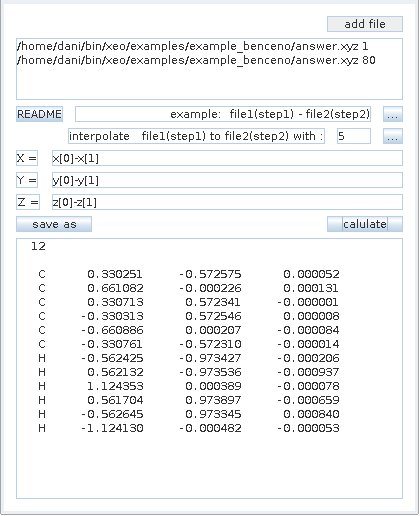 add file
/home/dani/bin/xeo/examples/example_benceno/answer.xyz 1
/home/dani/bin/xeo/examples/example_benceno/answer.xyz 80
README example: file1(step1) - file2(step2) ...
interpolate file1(step1) to file2(step2) with : 5 ...
X = x[0]-x[1]
Y = y[0]-y[1]
Z = z[0]-z[1]
save as calulate
12
C 0.330251 -0.572575 0.000052
C 0.661082 -0.000226 0.000131
C 0.330713 0.572341 -0.000001
C -0.330313 0.572546 0.000008
C -0.660886 0.000207 -0.000084
C -0.330761 -0.572310 -0.000014
H -0.562425 -0.973427 -0.000206
H 0.562132 -0.973536 -0.000937
H 1.124353 0.000389 -0.000078
H 0.561704 0.973897 -0.000659
H -0.562645 0.973345 0.000840
H -1.124130 -0.000482 -0.000053